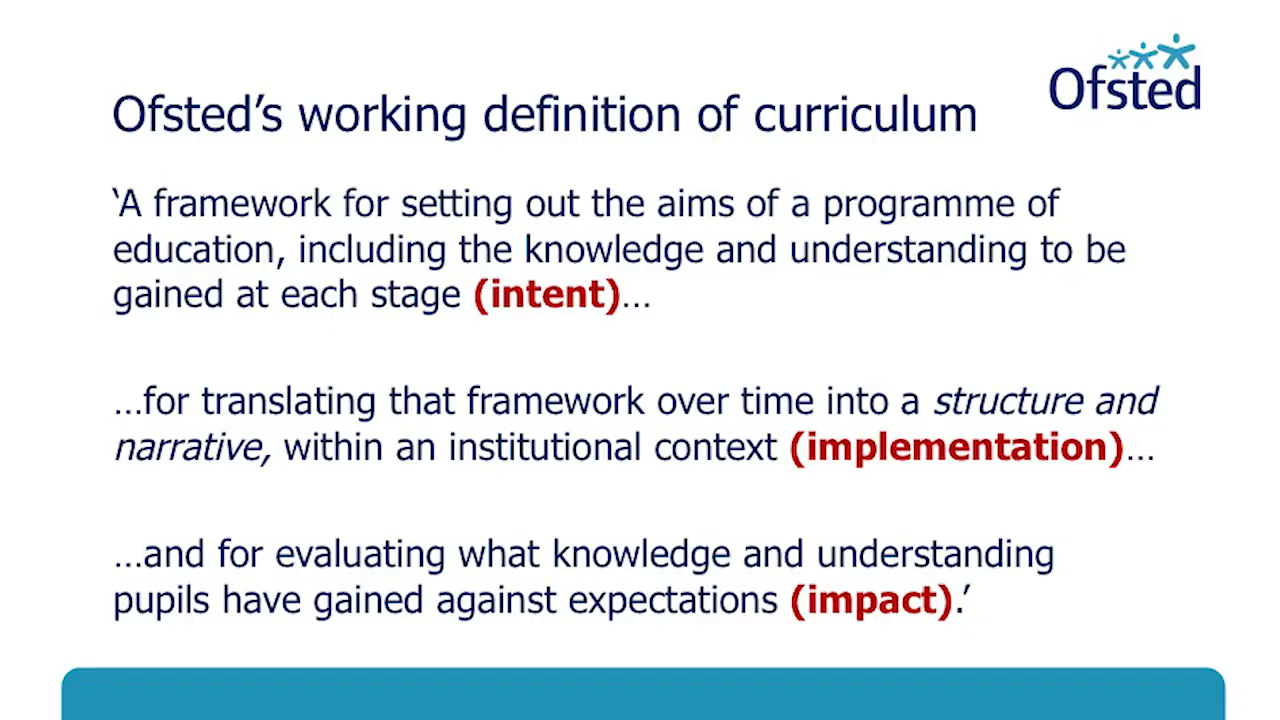 Ofsted
Ofsted’s working definition of curriculum
‘A framework for setting out the aims of a programme of
education, including the knowledge and understanding to be
gained at each stage (intent)…
…for translating that framework over time into a structure and
narrative, within an institutional context (implementation)…
…and for evaluating what knowledge and understanding
pupils have gained against expectations (impact).’